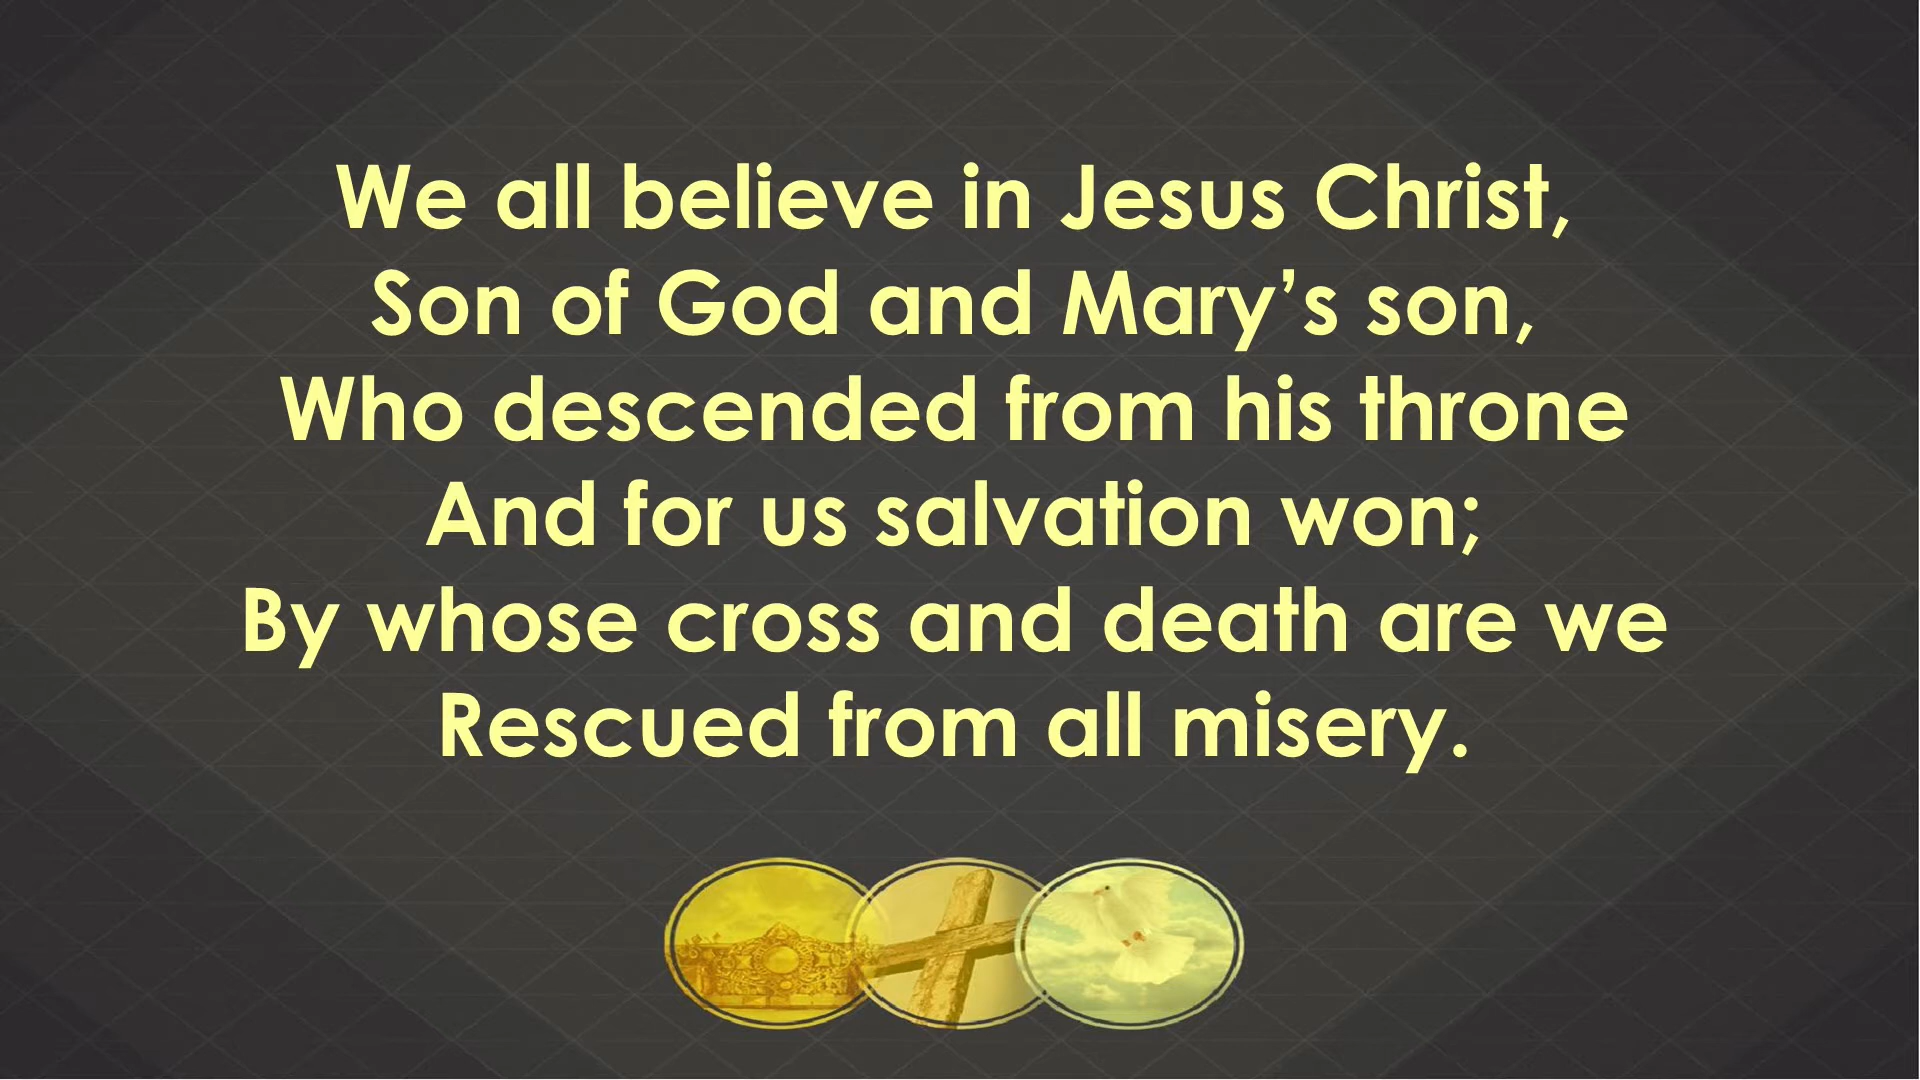 We all believe in Jesus Christ,
Son of God and Mary’s son,
Who descended from his throne
And for us salvation won;
By whose cross and death are we
Rescued from all misery.